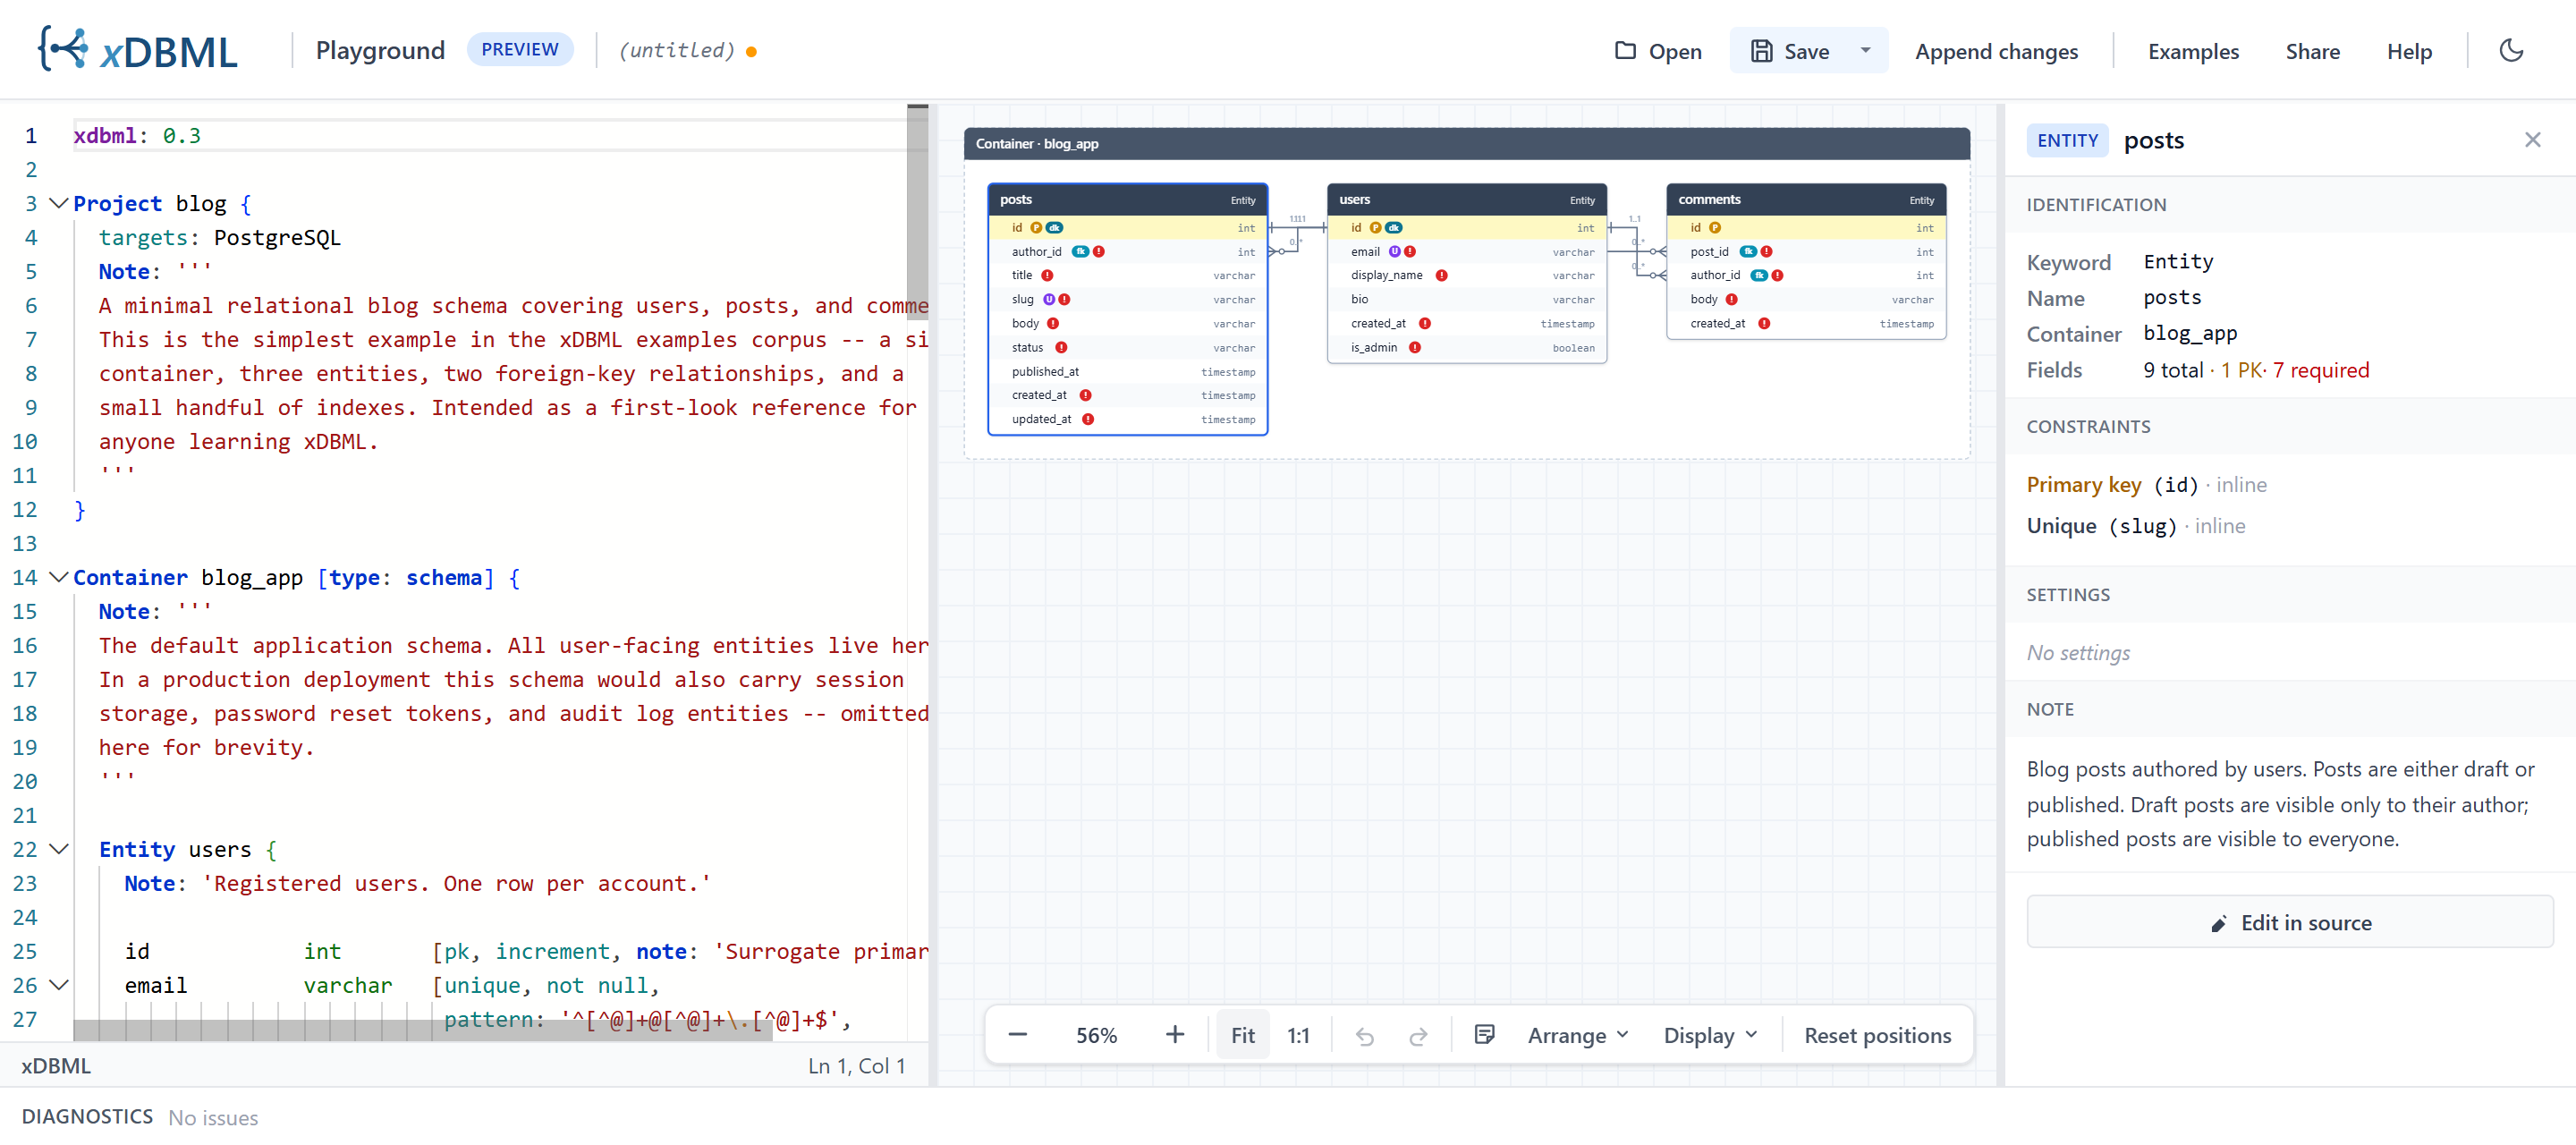 xDBML
Playground
PREVIEW
(untitled)
Open
Save
Append changes
Examples
Share
Help
1 xdbml: 0.3
2
3 Project blog {
4 targets: PostgreSQL
5 Note: '''
6 A minimal relational blog schema covering users, posts, and comme
7 This is the simplest example in the xDBML examples corpus -- a si
8 container, three entities, two foreign-key relationships, and a
9 small handful of indexes. Intended as a first-look reference for
10 anyone learning xDBML.
11 '''
12 }
13
14 Container blog_app [type: schema] {
15 Note: '''
16 The default application schema. All user-facing entities live her
17 In a production deployment this schema would also carry session
18 storage, password reset tokens, and audit log entities -- omitted
19 here for brevity.
20 '''
21
22 Entity users {
23 Note: 'Registered users. One row per account.'
24
25 id int [pk, increment, note: 'Surrogate primar
26 email varchar [unique, not null,
27 pattern: '^[^@]+@[^@]+\.[^@]+$',
xDBML
Ln 1, Col 1
DIAGNOSTICS No issues
Container · blog_app
posts Entity
id P dk int
author_id fk ! int
title ! varchar
slug U ! varchar
body ! varchar
status ! varchar
published_at timestamp
created_at ! timestamp
updated_at ! timestamp
0..*
users Entity
id P dk int
email U ! varchar
display_name ! varchar
bio varchar
created_at ! timestamp
is_admin ! boolean
1..1
0..*
comments Entity
id P int
post_id fk ! int
author_id fk ! int
body ! varchar
created_at ! timestamp
56%
Fit
1:1
Arrange
Display
Reset positions
ENTITY posts
IDENTIFICATION
Keyword Entity
Name posts
Container blog_app
Fields 9 total · 1 PK· 7 required
CONSTRAINTS
Primary key (id) · inline
Unique (slug) · inline
SETTINGS
No settings
NOTE
Blog posts authored by users. Posts are either draft or
published. Draft posts are visible only to their author;
published posts are visible to everyone.
Edit in source